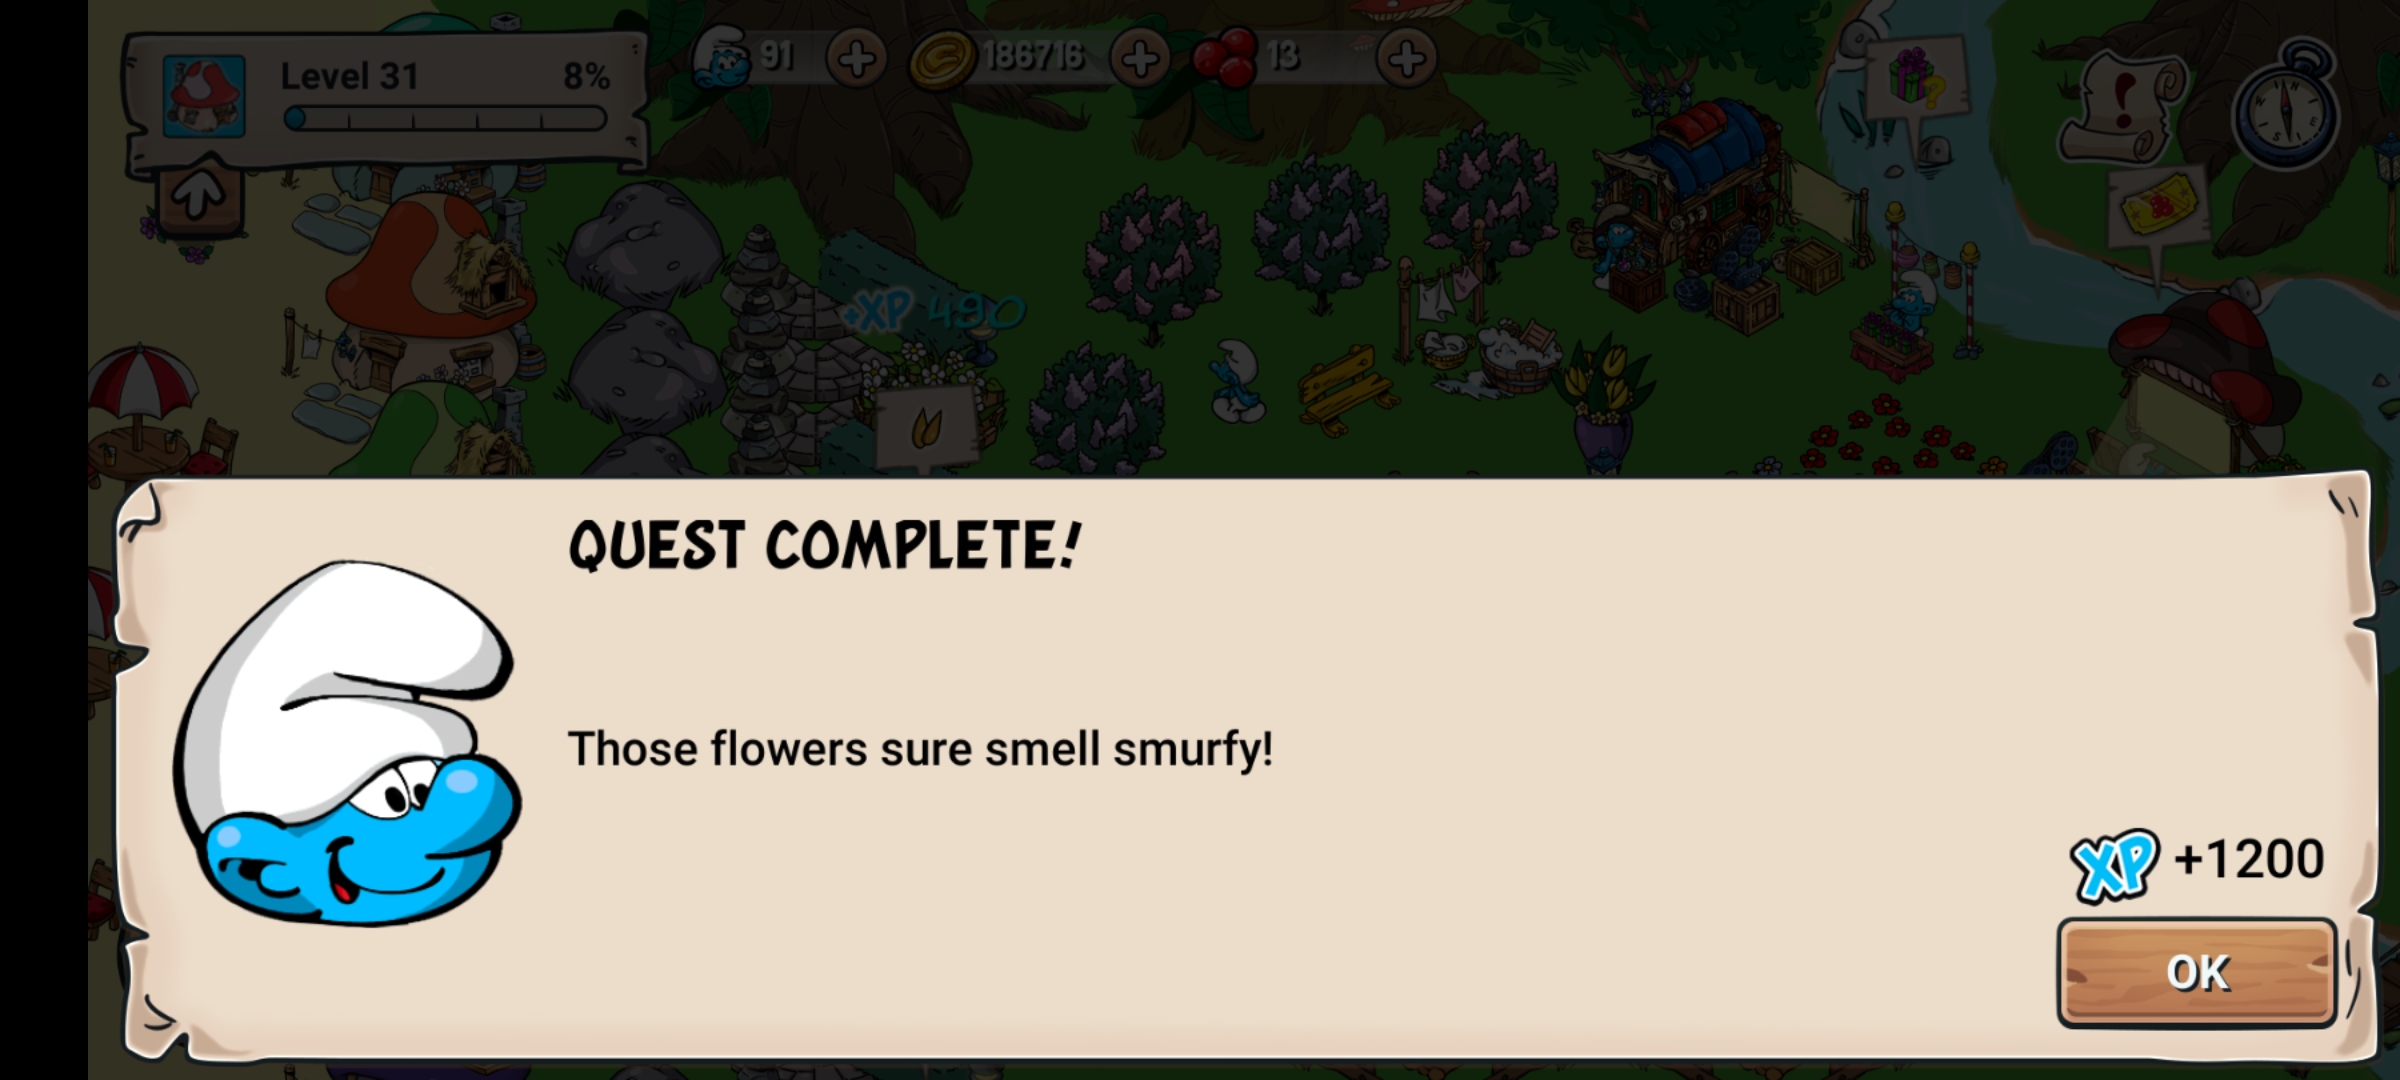 Level 31 8%
91
186716
13
+XP 490
QUEST COMPLETE!
Those flowers sure smell smurfy!
XP +1200
OK